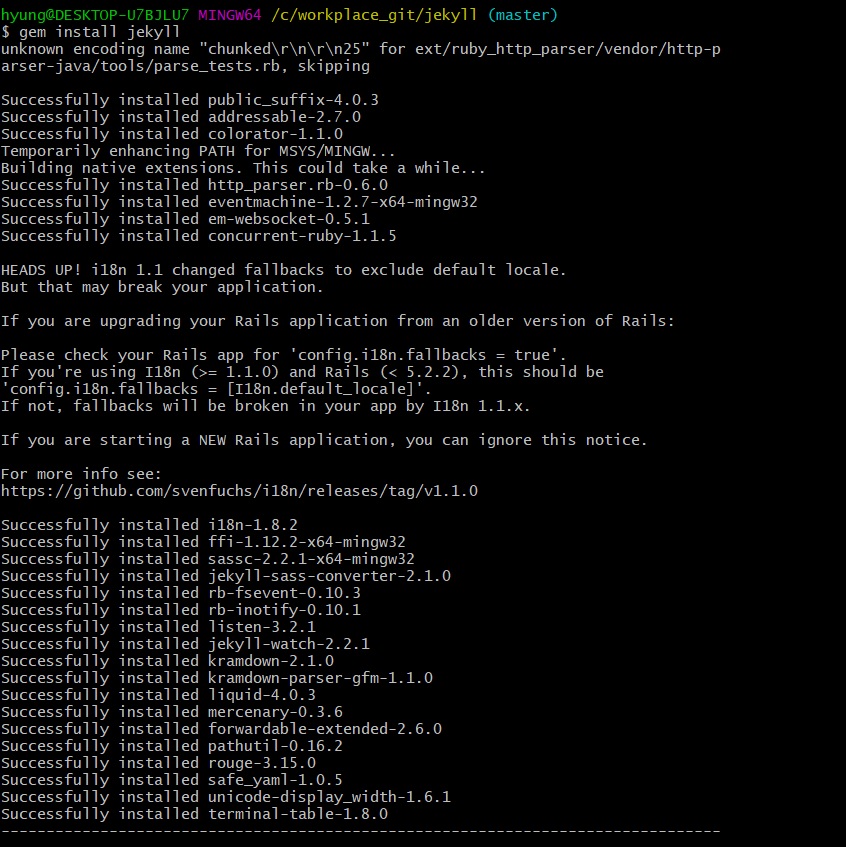 hyung@DESKTOP-U7BJLU7 MINGW64 /c/workplace_git/jekyll (master)
$ gem install jekyll
unknown encoding name "chunked\r\n\r\n25" for ext/ruby_http_parser/vendor/http-p
arser-java/tools/parse_tests.rb, skipping
Successfully installed public_suffix-4.0.3
Successfully installed addressable-2.7.0
Successfully installed colorator-1.1.0
Temporarily enhancing PATH for MSYS/MINGW...
Building native extensions. This could take a while...
Successfully installed http_parser.rb-0.6.0
Successfully installed eventmachine-1.2.7-x64-mingw32
Successfully installed em-websocket-0.5.1
Successfully installed concurrent-ruby-1.1.5
HEADS UP! i18n 1.1 changed fallbacks to exclude default locale.
But that may break your application.
If you are upgrading your Rails application from an older version of Rails:
Please check your Rails app for 'config.i18n.fallbacks = true'.
If you're using I18n (>= 1.1.0) and Rails (< 5.2.2), this should be
'config.i18n.fallbacks = [I18n.default_locale]'.
If not, fallbacks will be broken in your app by I18n 1.1.x.
If you are starting a NEW Rails application, you can ignore this notice.
For more info see:
https://github.com/svenfuchs/i18n/releases/tag/v1.1.0
Successfully installed i18n-1.8.2
Successfully installed ffi-1.12.2-x64-mingw32
Successfully installed sassc-2.2.1-x64-mingw32
Successfully installed jekyll-sass-converter-2.1.0
Successfully installed rb-fsevent-0.10.3
Successfully installed rb-inotify-0.10.1
Successfully installed listen-3.2.1
Successfully installed jekyll-watch-2.2.1
Successfully installed kramdown-2.1.0
Successfully installed kramdown-parser-gfm-1.1.0
Successfully installed liquid-4.0.3
Successfully installed mercenary-0.3.6
Successfully installed forwardable-extended-2.6.0
Successfully installed pathutil-0.16.2
Successfully installed rouge-3.15.0
Successfully installed safe_yaml-1.0.5
Successfully installed unicode-display_width-1.6.1
Successfully installed terminal-table-1.8.0
--------------------------------------------------------------------------------